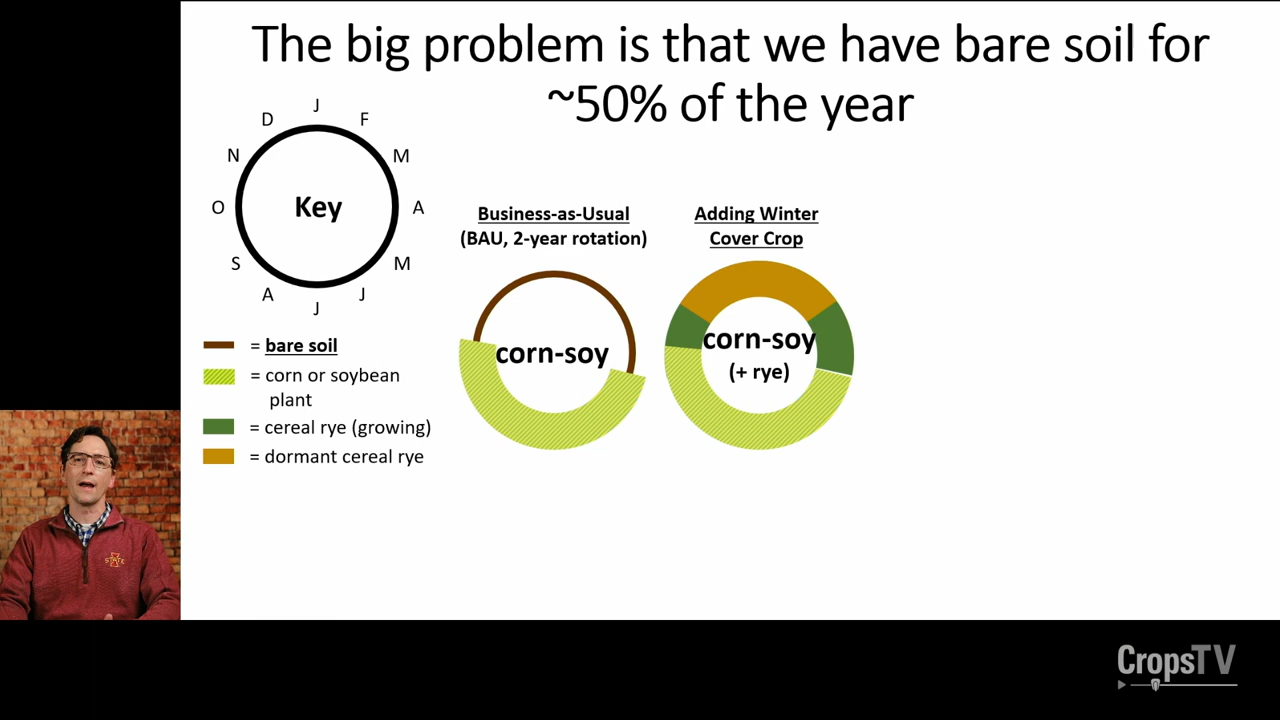 The big problem is that we have bare soil for
~50% of the year
J
D
F
N
M
O
Key
A
S
M
A
J
J
Business-as-Usual
(BAU, 2-year rotation)
Adding Winter
Cover Crop
corn-soy
corn-soy
(+ rye)
= bare soil
= corn or soybean
plant
= cereal rye (growing)
= dormant cereal rye
STATE
CropsTV